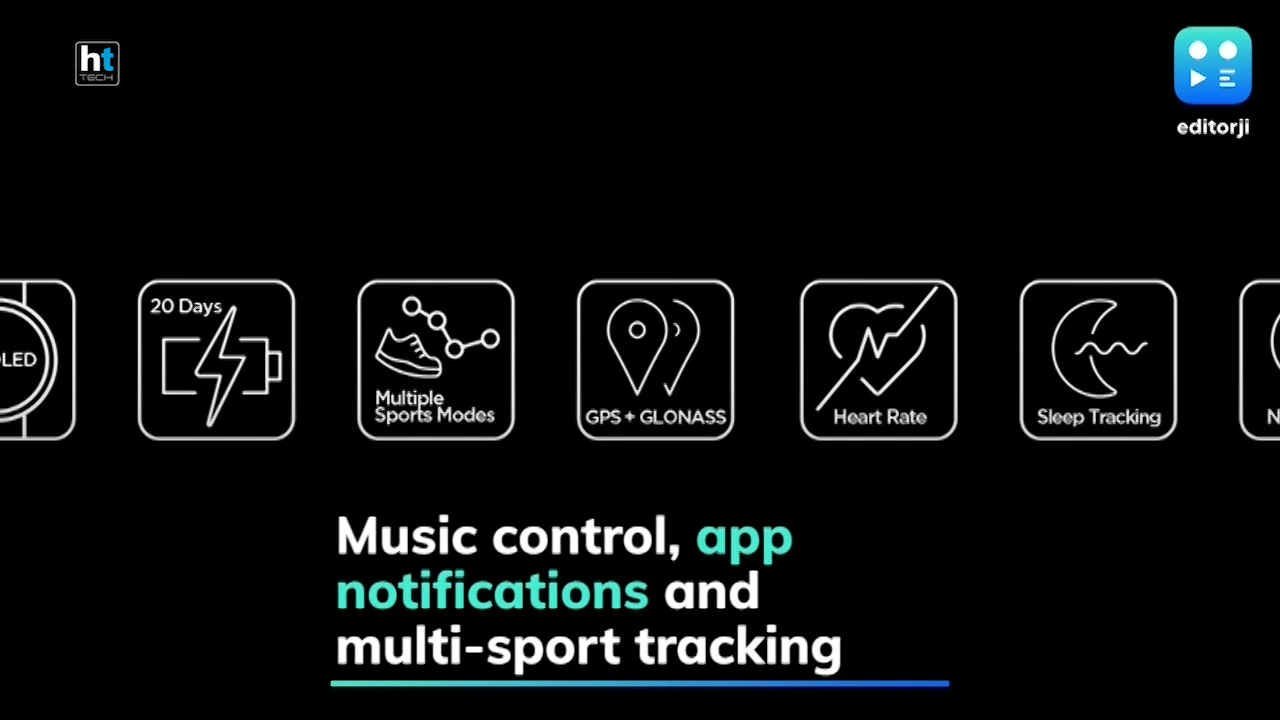 ht
TECH
editorji
20 Days
Multiple
Sports Modes
GPS + GLONASS
Heart Rate
Sleep Tracking
Music control, app
notifications and
multi-sport tracking